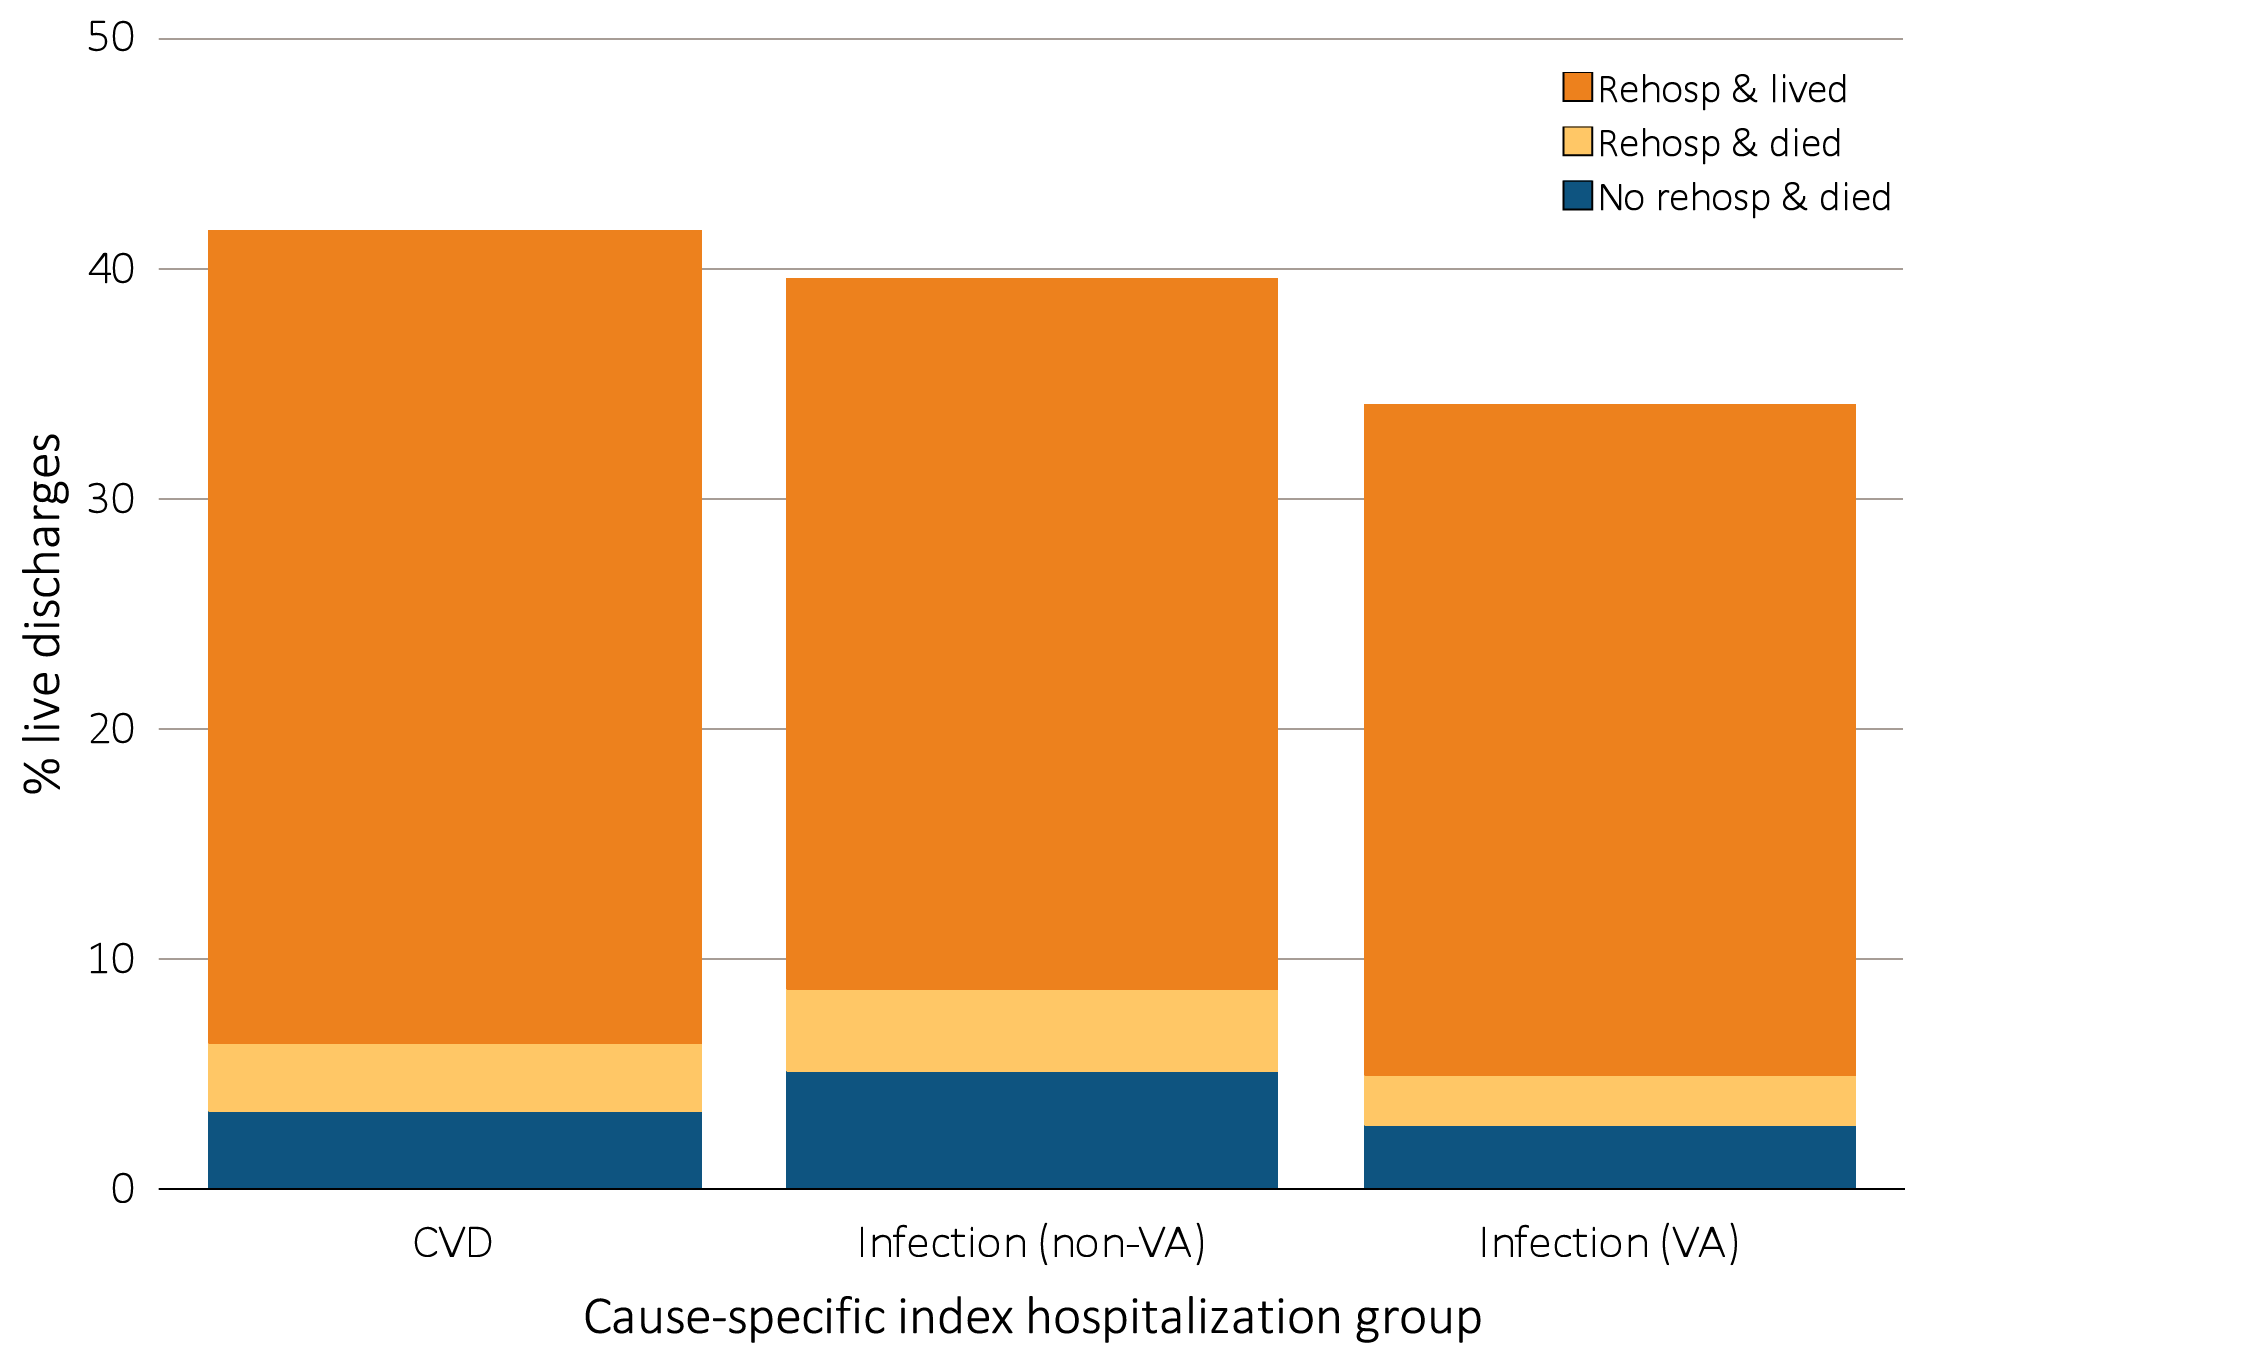 50
Rehosp & lived
Rehosp & died
No rehosp & died
40
30
20
10
0
% live discharges
CVD
Infection (non-VA)
Infection (VA)
Cause-specific index hospitalization group